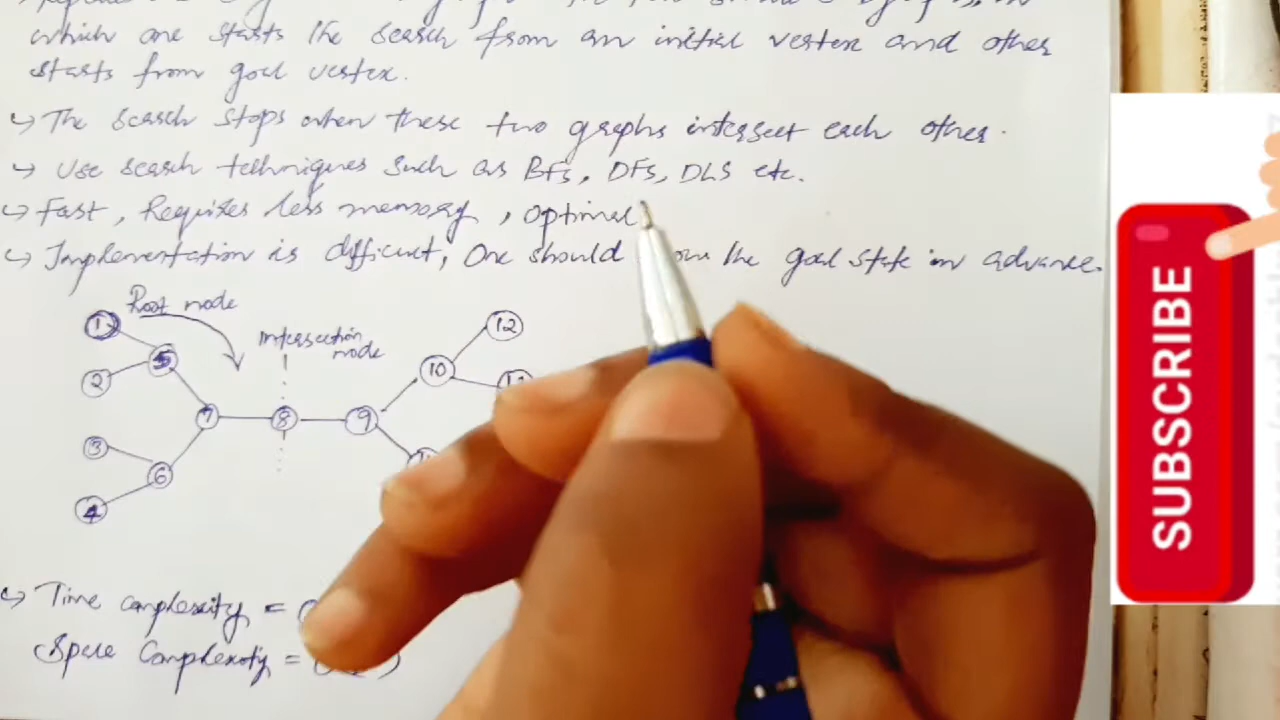 which one starts the search from an initial vertex and other
starts from goal vertex.
↳ The search stops when these two graphs intersect each other.
↳ Use search techniques such as BFS, DFS, DLS etc.
↳ Fast, Requires less memory, Optimal
↳ Implementation is difficult, One should the goal state in advance.
Root node
Intersection
node
1
12
5
10
2
7
8
9
3
6
4
↳ Time complexity =
Space Complexity =
SUBSCRIBE